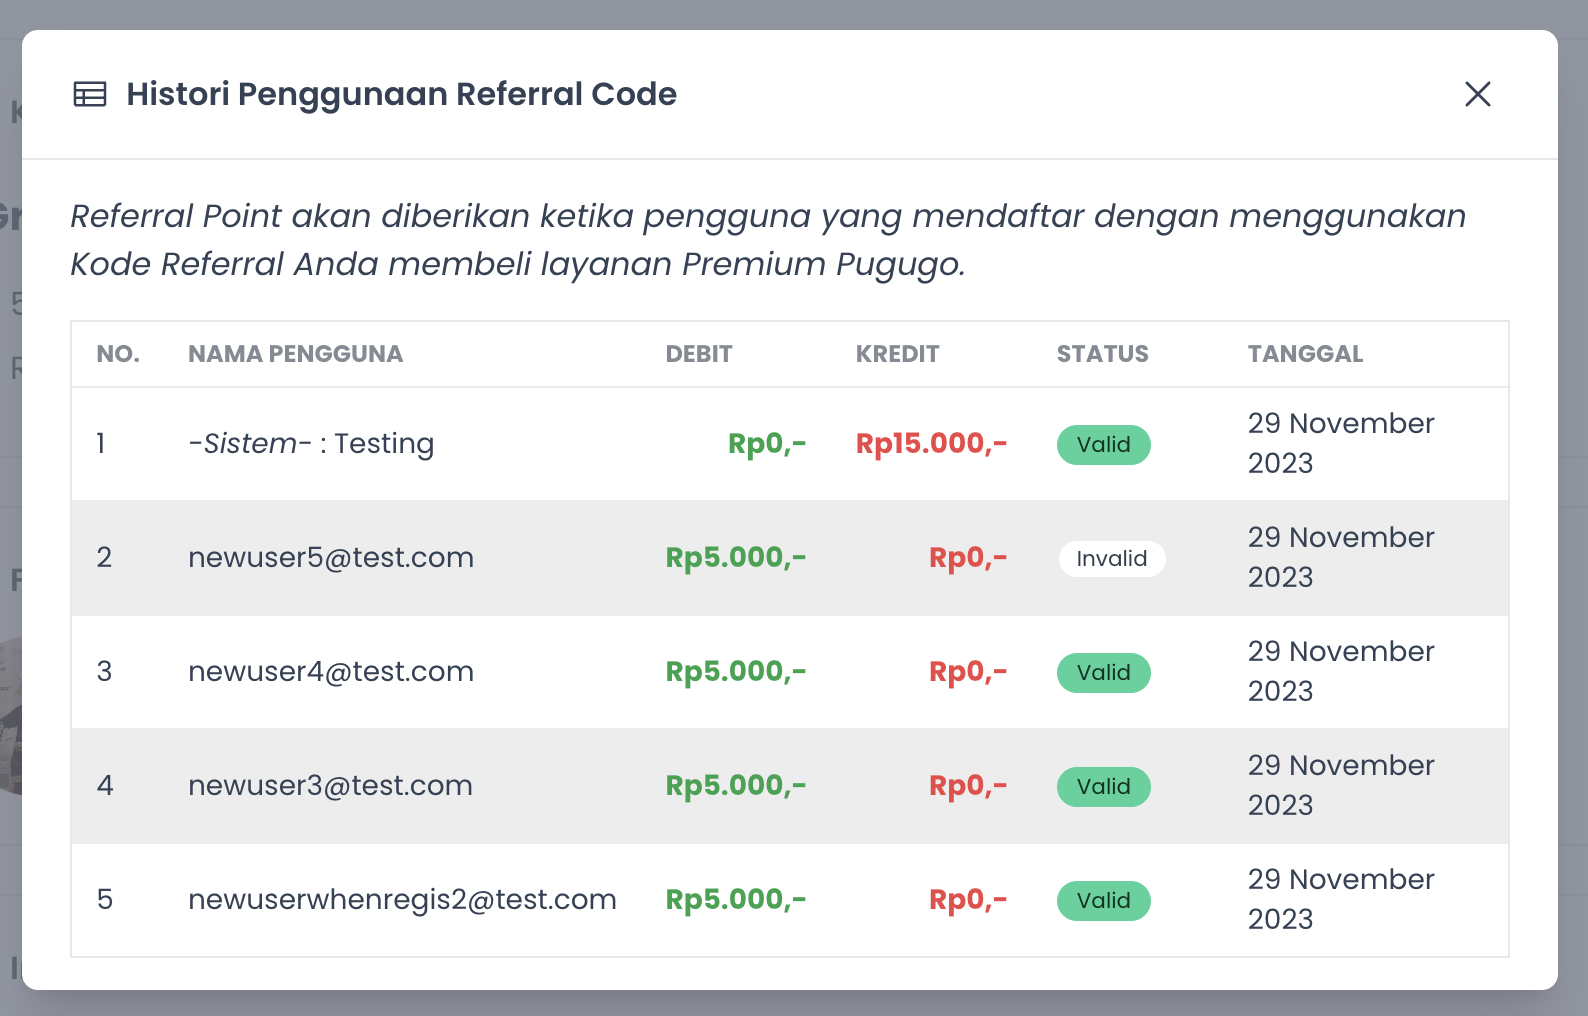 Histori Penggunaan Referral Code
Referral Point akan diberikan ketika pengguna yang mendaftar dengan menggunakan
Kode Referral Anda membeli layanan Premium Pugugo.
NO. NAMA PENGGUNA DEBIT KREDIT STATUS TANGGAL
1 -Sistem- : Testing Rp0,- Rp15.000,- Valid 29 November
2023
2 newuser5@test.com Rp5.000,- Rp0,- Invalid 29 November
2023
3 newuser4@test.com Rp5.000,- Rp0,- Valid 29 November
2023
4 newuser3@test.com Rp5.000,- Rp0,- Valid 29 November
2023
5 newuserwhenregis2@test.com Rp5.000,- Rp0,- Valid 29 November
2023